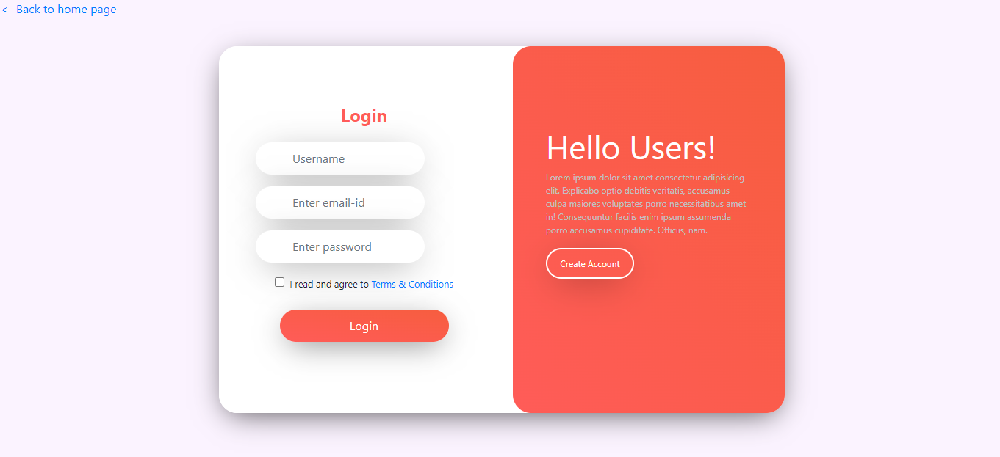 <- Back to home page
Login
Username
Enter email-id
Enter password
I read and agree to Terms & Conditions
Login
Hello Users!
Lorem ipsum dolor sit amet consectetur adipisicing
elit. Explicabo optio debitis veritatis, accusamus
culpa maiores voluptates porro necessitatibus amet
in! Consequuntur facilis enim ipsum assumenda
porro accusamus cupiditate. Officiis, nam.
Create Account